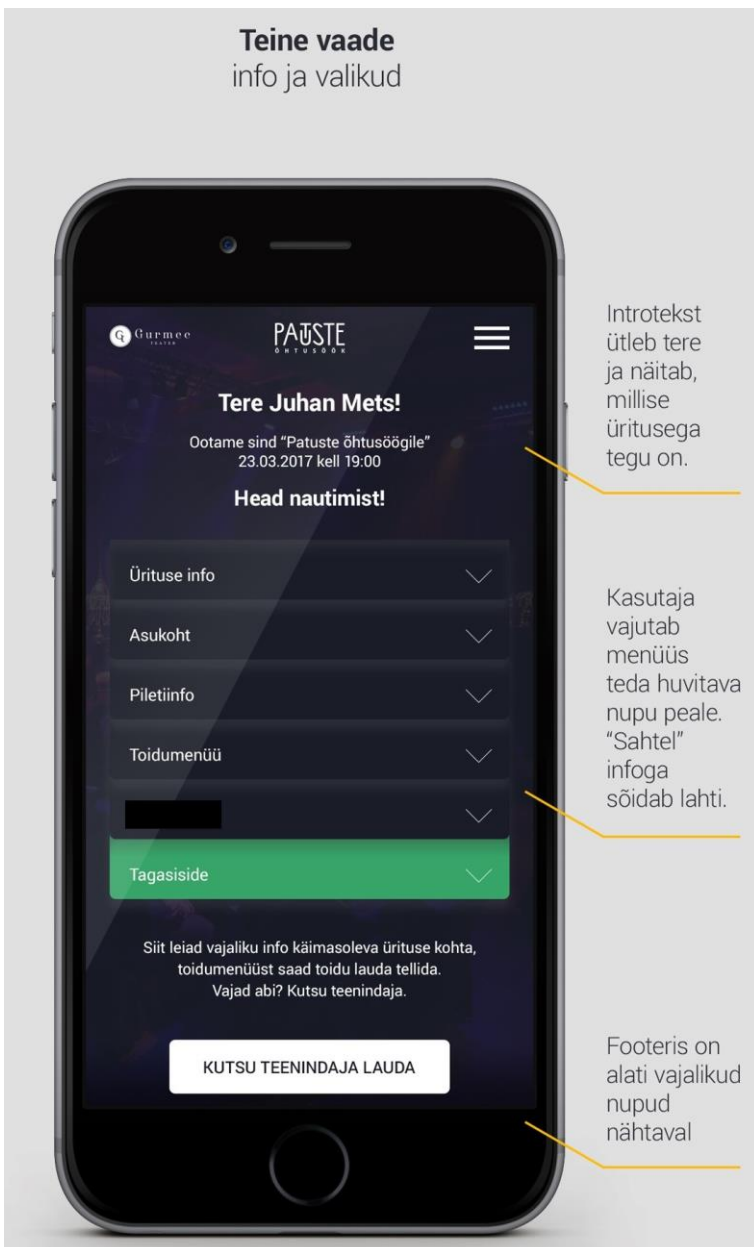 Teine vaade
info ja valikud
Gurmee
TEATER
PATUSTE
ÕHTUSÖÖK
Tere Juhan Mets!
Ootame sind “Patuste õhtusöögile”
23.03.2017 kell 19:00
Head nautimist!
Ürituse info
Asukoht
Piletiinfo
Toidumenüü
Tagasiside
Siit leiad vajaliku info käimasoleva ürituse kohta,
toidumenüüst saad toidu lauda tellida.
Vajad abi? Kutsu teenindaja.
KUTSU TEENINDAJA LAUDA
Introtekst
ütleb tere
ja näitab,
millise
üritusega
tegu on.
Kasutaja
vajutab
menüüs
teda huvitava
nupu peale.
“Sahtel”
infoga
sõidab lahti.
Footeris on
alati vajalikud
nupud
nähtaval